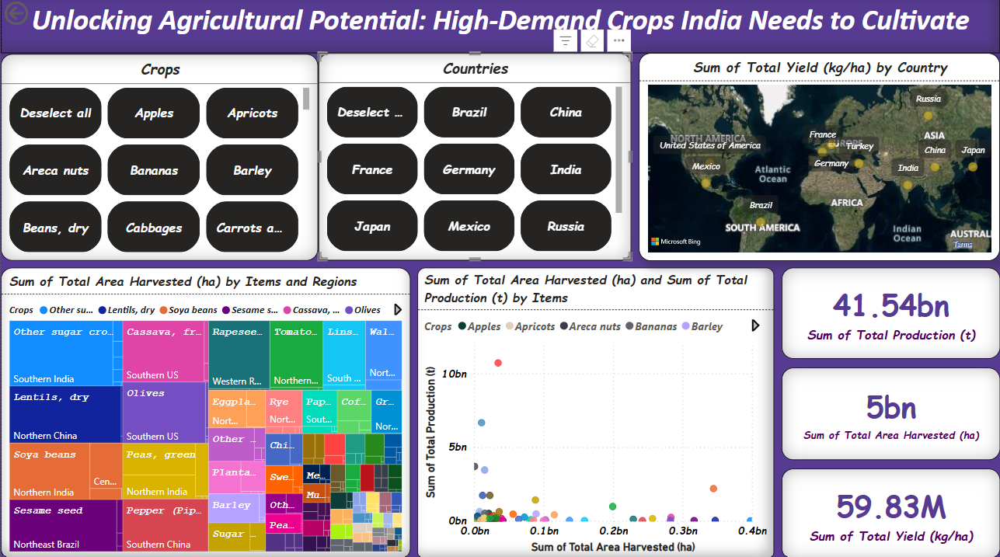 Unlocking Agricultural Potential: High-Demand Crops India Needs to Cultivate
Crops
Deselect all
Apples
Apricots
Areca nuts
Bananas
Barley
Beans, dry
Cabbages
Carrots a...
Countries
Deselect ...
Brazil
China
France
Germany
India
Japan
Mexico
Russia
Sum of Total Yield (kg/ha) by Country
Russia
NORTH AMERICA
United States of America
France
EUROPE
Turkey
ASIA
China
Japan
Mexico
Atlantic
Ocean
Germany
India
Brazil
AFRICA
SOUTH AMERICA
Indian
Ocean
AUSTRAL
Microsoft Bing
Terms
Sum of Total Area Harvested (ha) by Items and Regions
Crops Other su... Lentils, dry Soya beans Sesame s... Cassava, ... Olives
Other sugar cro...
Southern India
Lentils, dry
Northern China
Soya beans
Northern India
Cen...
Sesame seed
Northeast Brazil
Cassava, fr...
Southern US
Olives
Southern US
Peas, green
Northern India
Pepper (Pip...
Southern China
Rapesee...
Western R...
Tomato...
Northern...
Lins...
South ...
Wal...
Nort...
Eggpla...
Nort...
Rye
Nort...
Pap...
Sout...
Cof...
Gr...
Nor...
Other ...
Planta...
Barley
Sugar ...
Chi...
Swe...
Oth...
Pea...
Me...
Mu...
Sum of Total Area Harvested (ha) and Sum of Total
Production (t) by Items
Crops Apples Apricots Areca nuts Bananas Barley
Sum of Total Production (t)
10bn
5bn
0bn
0.0bn 0.1bn 0.2bn 0.3bn 0.4bn
Sum of Total Area Harvested (ha)
41.54bn
Sum of Total Production (t)
5bn
Sum of Total Area Harvested (ha)
59.83M
Sum of Total Yield (kg/ha)